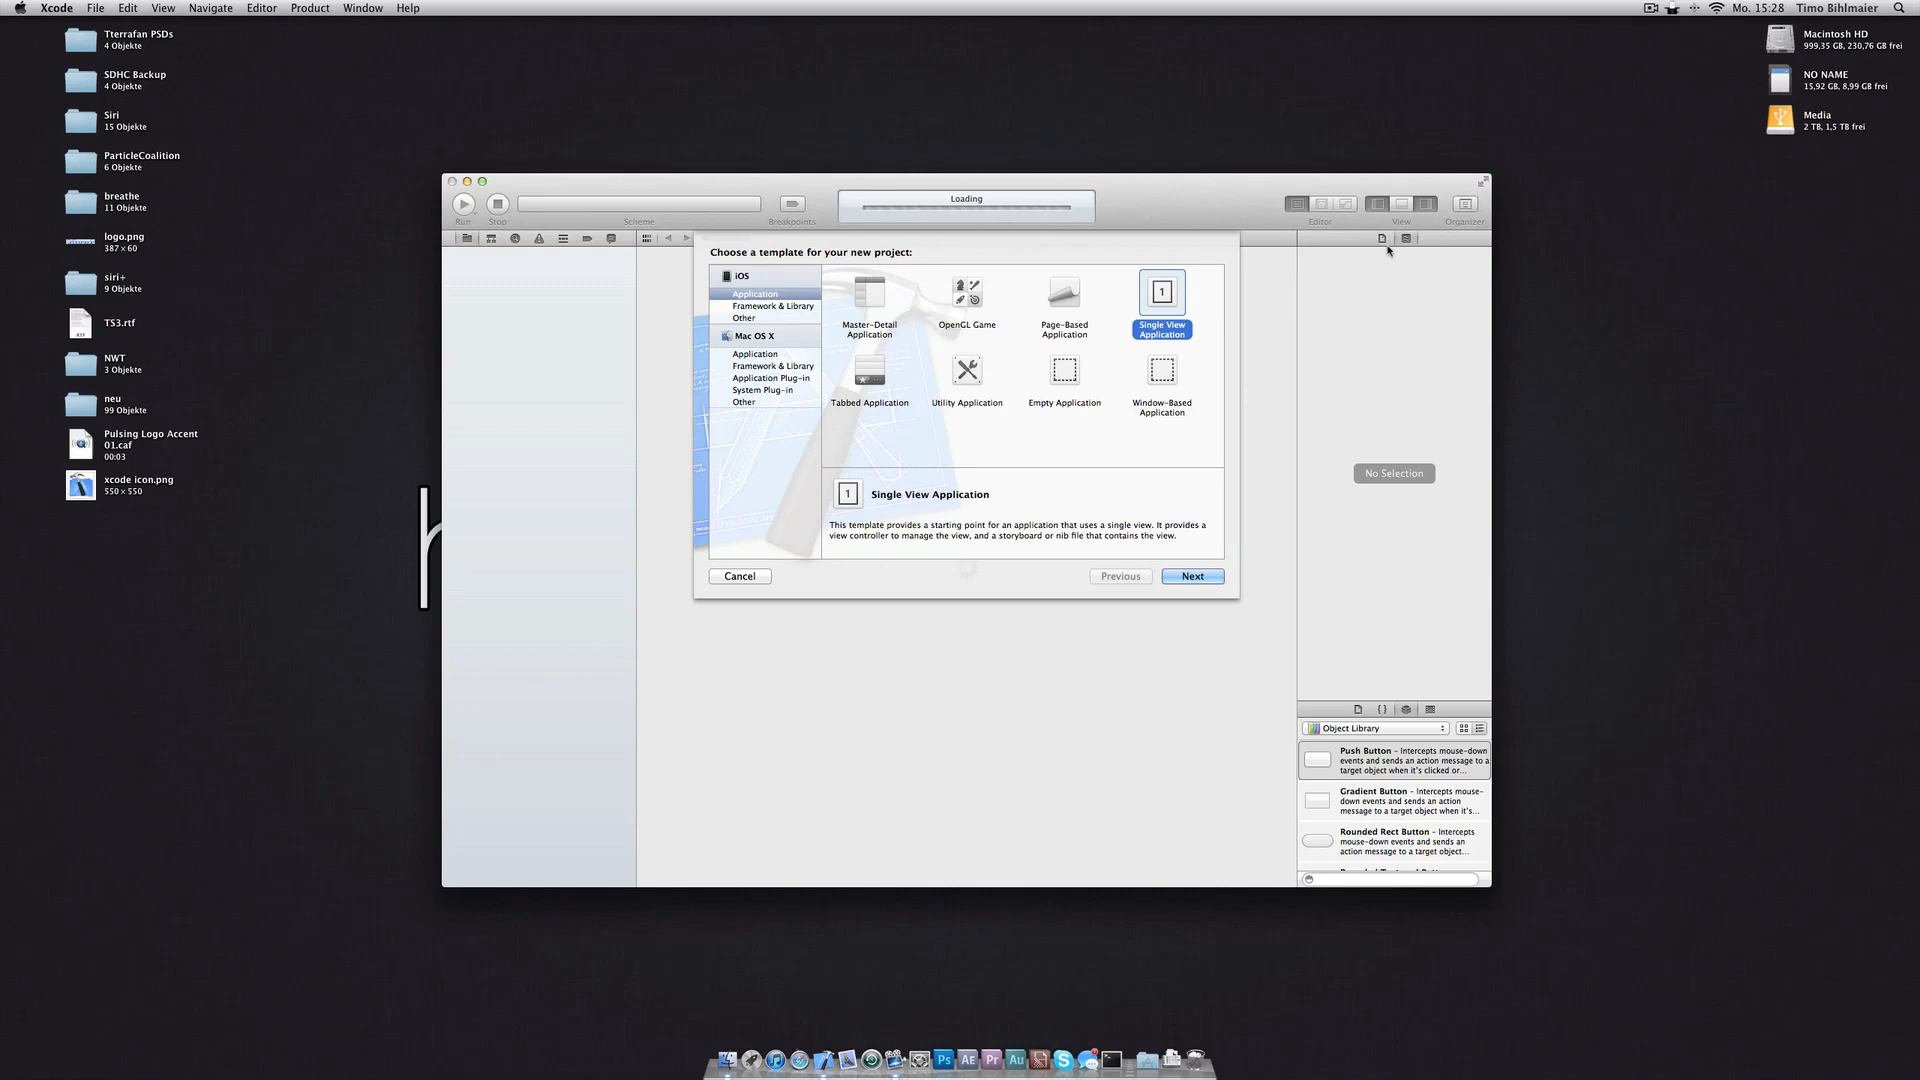 Xcode File Edit View Navigate Editor Product Window Help
Mo. 15:28 Timo Bihlmaier
Tterrafan PSDs
4 Objekte
SDHC Backup
4 Objekte
Siri
15 Objekte
ParticleCoalition
6 Objekte
breathe
11 Objekte
logo.png
387 × 60
siri+
9 Objekte
TS3.rtf
NWT
3 Objekte
neu
99 Objekte
Pulsing Logo Accent
01.caf
00:03
xcode icon.png
550 × 550
Macintosh HD
999,35 GB, 230,76 GB frei
NO NAME
15,92 GB, 8,99 GB frei
Media
2 TB, 1,5 TB frei
Loading
Run Stop Scheme Breakpoints Editor View Organizer
Choose a template for your new project:
iOS
Application
Framework & Library
Other
Mac OS X
Application
Framework & Library
Application Plug-in
System Plug-in
Other
Master-Detail
Application
OpenGL Game
Page-Based
Application
1
Single View
Application
Tabbed Application
Utility Application
Empty Application
Window-Based
Application
1
Single View Application
This template provides a starting point for an application that uses a single view. It provides a
view controller to manage the view, and a storyboard or nib file that contains the view.
Cancel Previous Next
No Selection
{ }
Object Library
Push Button - Intercepts mouse-down
events and sends an action message to a
target object when it's clicked or...
Gradient Button - Intercepts mouse-
down events and sends an action
message to a target object when it's...
Rounded Rect Button - Intercepts
mouse-down events and sends an
action message to a target object...
Ps AE Pr Au